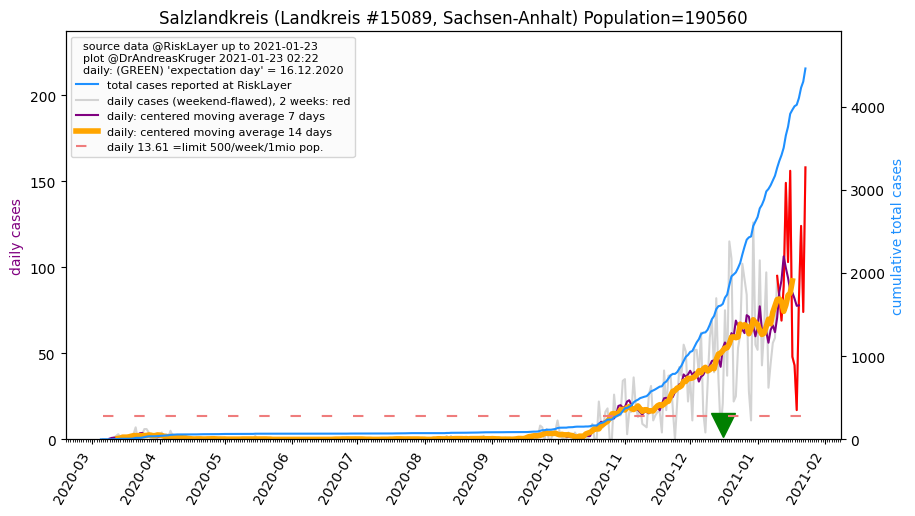 Salzlandkreis (Landkreis #15089, Sachsen-Anhalt) Population=190560
source data @RiskLayer up to 2021-01-23
plot @DrAndreasKruger 2021-01-23 02:22
daily: (GREEN) 'expectation day' = 16.12.2020
total cases reported at RiskLayer
daily cases (weekend-flawed), 2 weeks: red
daily: centered moving average 7 days
daily: centered moving average 14 days
daily 13.61 =limit 500/week/1mio pop.
daily cases
200
150
100
50
0
cumulative total cases
4000
3000
2000
1000
0
2020-03
2020-04
2020-05
2020-06
2020-07
2020-08
2020-09
2020-10
2020-11
2020-12
2021-01
2021-02